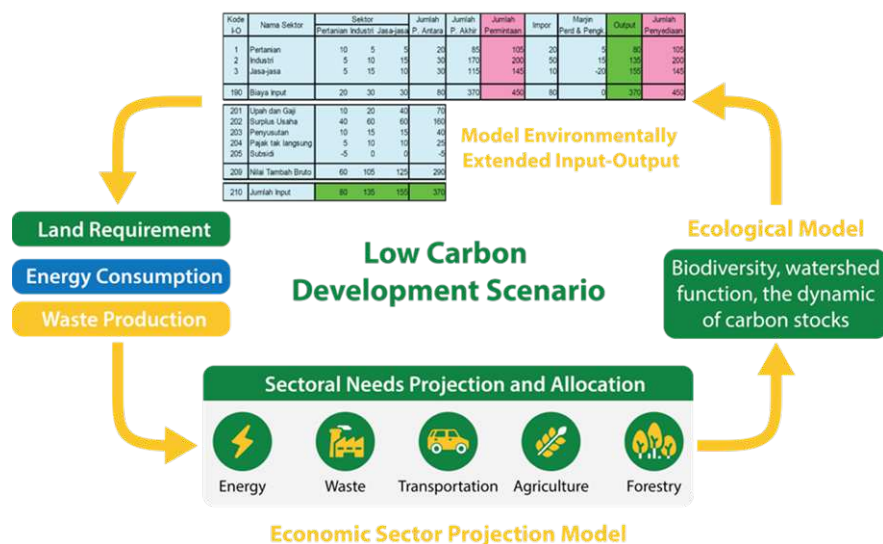 Kode Nama Sektor Sektor Jumlah Jumlah Jumlah Impor Marjin Output Jumlah
I-O Pertanian Industri Jasa-jasa P. Antara P. Akhir Permintaan Perd & Pengk. Penyediaan
1 Pertanian 10 5 5 20 85 105 20 5 80 105
2 Industri 5 10 15 30 170 200 50 15 135 200
3 Jasa-jasa 5 15 10 30 115 145 10 -20 155 145
190 Biaya Input 20 30 30 80 370 450 80 0 370 450
201 Upah dan Gaji 10 20 40 70
202 Surplus Usaha 40 60 60 160
203 Penyusutan 10 15 15 40
204 Pajak tak langsung 5 10 10 25
205 Subsidi -5 0 0 -5
209 Nilai Tambah Bruto 60 105 125 290
210 Jumlah Input 80 135 155 370
Model Environmentally
Extended Input-Output
Land Requirement
Energy Consumption
Waste Production
Low Carbon
Development Scenario
Ecological Model
Biodiversity, watershed
function, the dynamic
of carbon stocks
Sectoral Needs Projection and Allocation
Energy Waste Transportation Agriculture Forestry
Economic Sector Projection Model